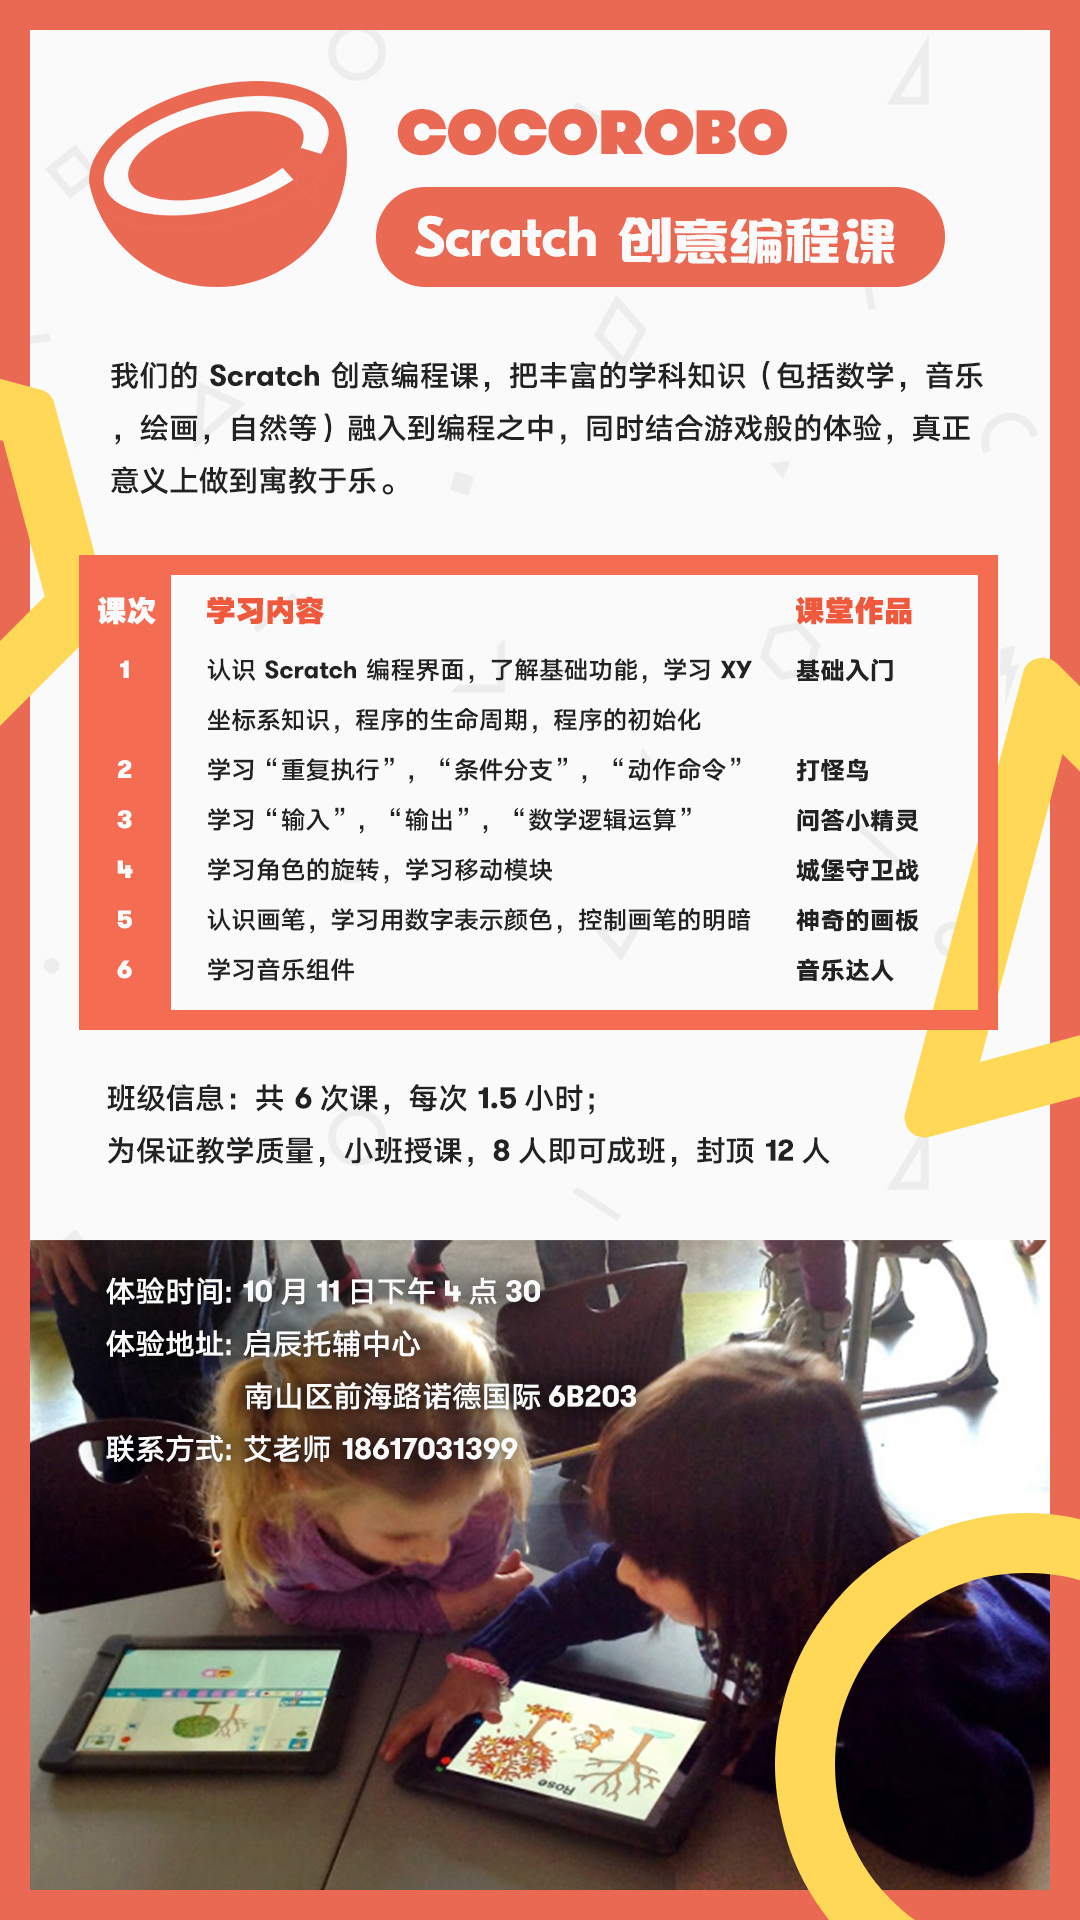 COCOROBO
Scratch 创意编程课
我们的 Scratch 创意编程课，把丰富的学科知识（包括数学，音乐
，绘画，自然等）融入到编程之中，同时结合游戏般的体验，真正
意义上做到寓教于乐。
课次 学习内容 课堂作品
1 认识 Scratch 编程界面，了解基础功能，学习 XY 基础入门
坐标系知识，程序的生命周期，程序的初始化
2 学习“重复执行”，“条件分支”，“动作命令” 打怪鸟
3 学习“输入”，“输出”，“数学逻辑运算” 问答小精灵
4 学习角色的旋转，学习移动模块 城堡守卫战
5 认识画笔，学习用数字表示颜色，控制画笔的明暗 神奇的画板
6 学习音乐组件 音乐达人
班级信息：共 6 次课，每次 1.5 小时；
为保证教学质量，小班授课，8 人即可成班，封顶 12 人
体验时间: 10 月 11 日下午 4 点 30
体验地址: 启辰托辅中心
南山区前海路诺德国际 6B203
联系方式: 艾老师 18617031399
Rose